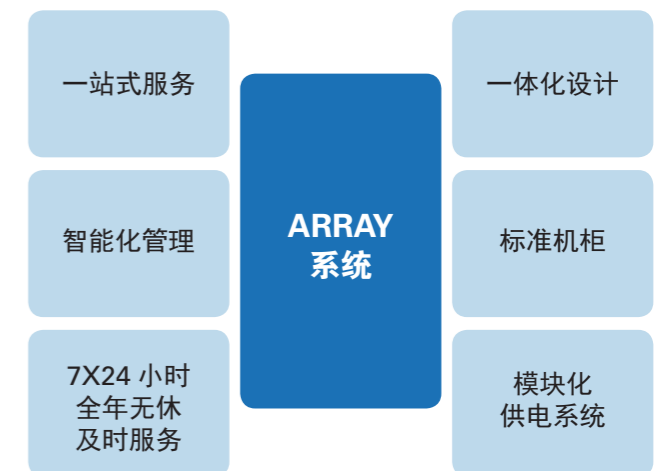 一站式服务
一体化设计
ARRAY
系统
智能化管理
标准机柜
7X24 小时
全年无休
及时服务
模块化
供电系统